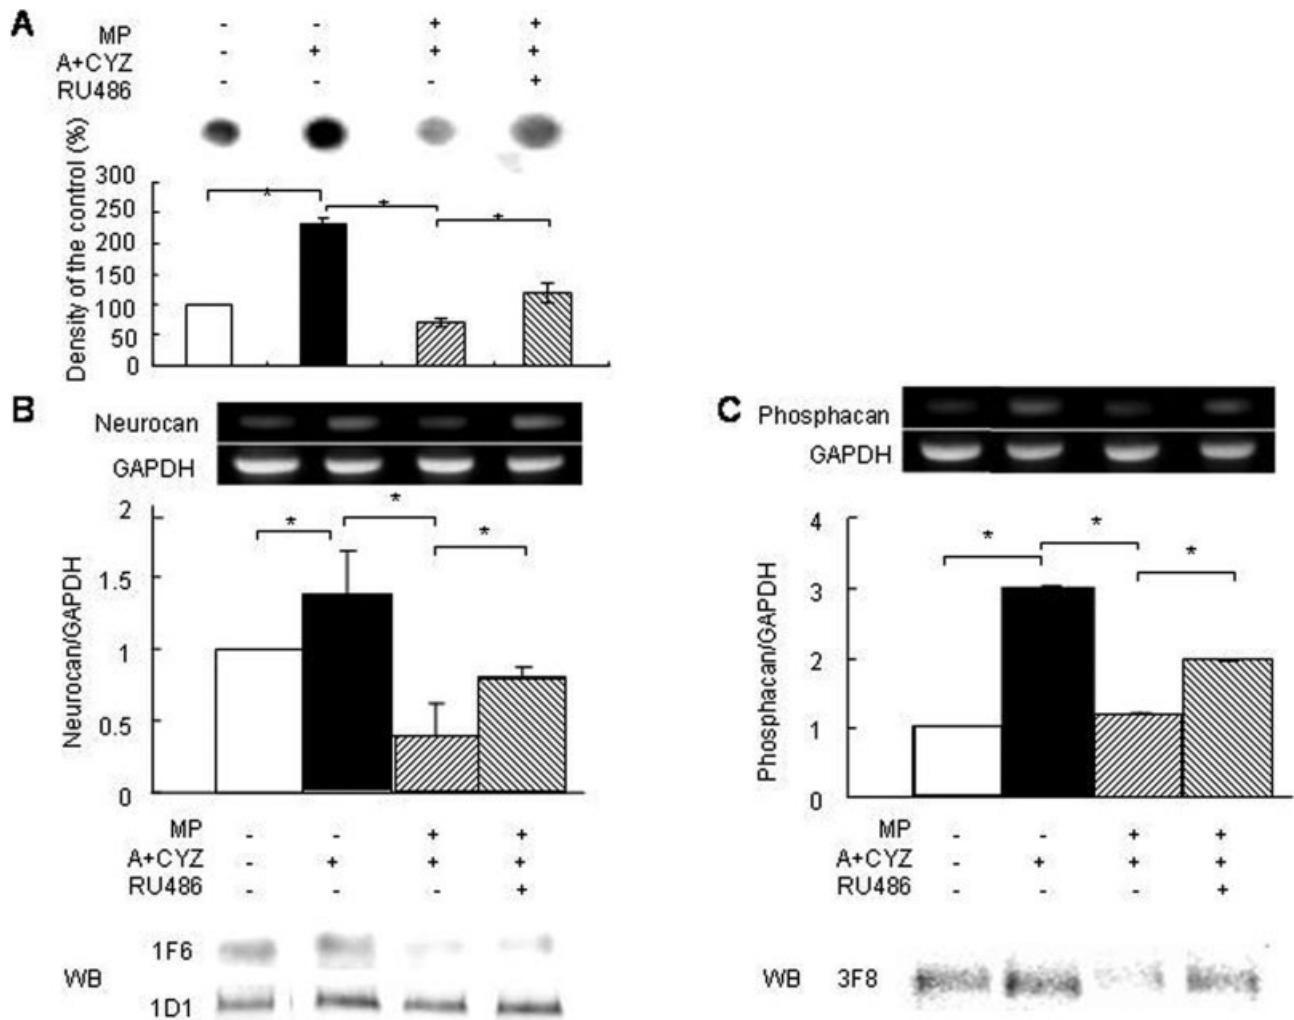 A
MP - - + +
A+CYZ - + + +
RU486 - - - +
Density of the control (%)
300
250
200
150
100
50
0
* * *
B
Neurocan
GAPDH
Neurocan/GAPDH
2
1.5
1
0.5
0
* * *
MP - - + +
A+CYZ - + + +
RU486 - - - +
WB
1F6
1D1
C
Phosphacan
GAPDH
Phosphacan/GAPDH
4
3
2
1
0
* * *
MP - - + +
A+CYZ - + + +
RU486 - - - +
WB 3F8